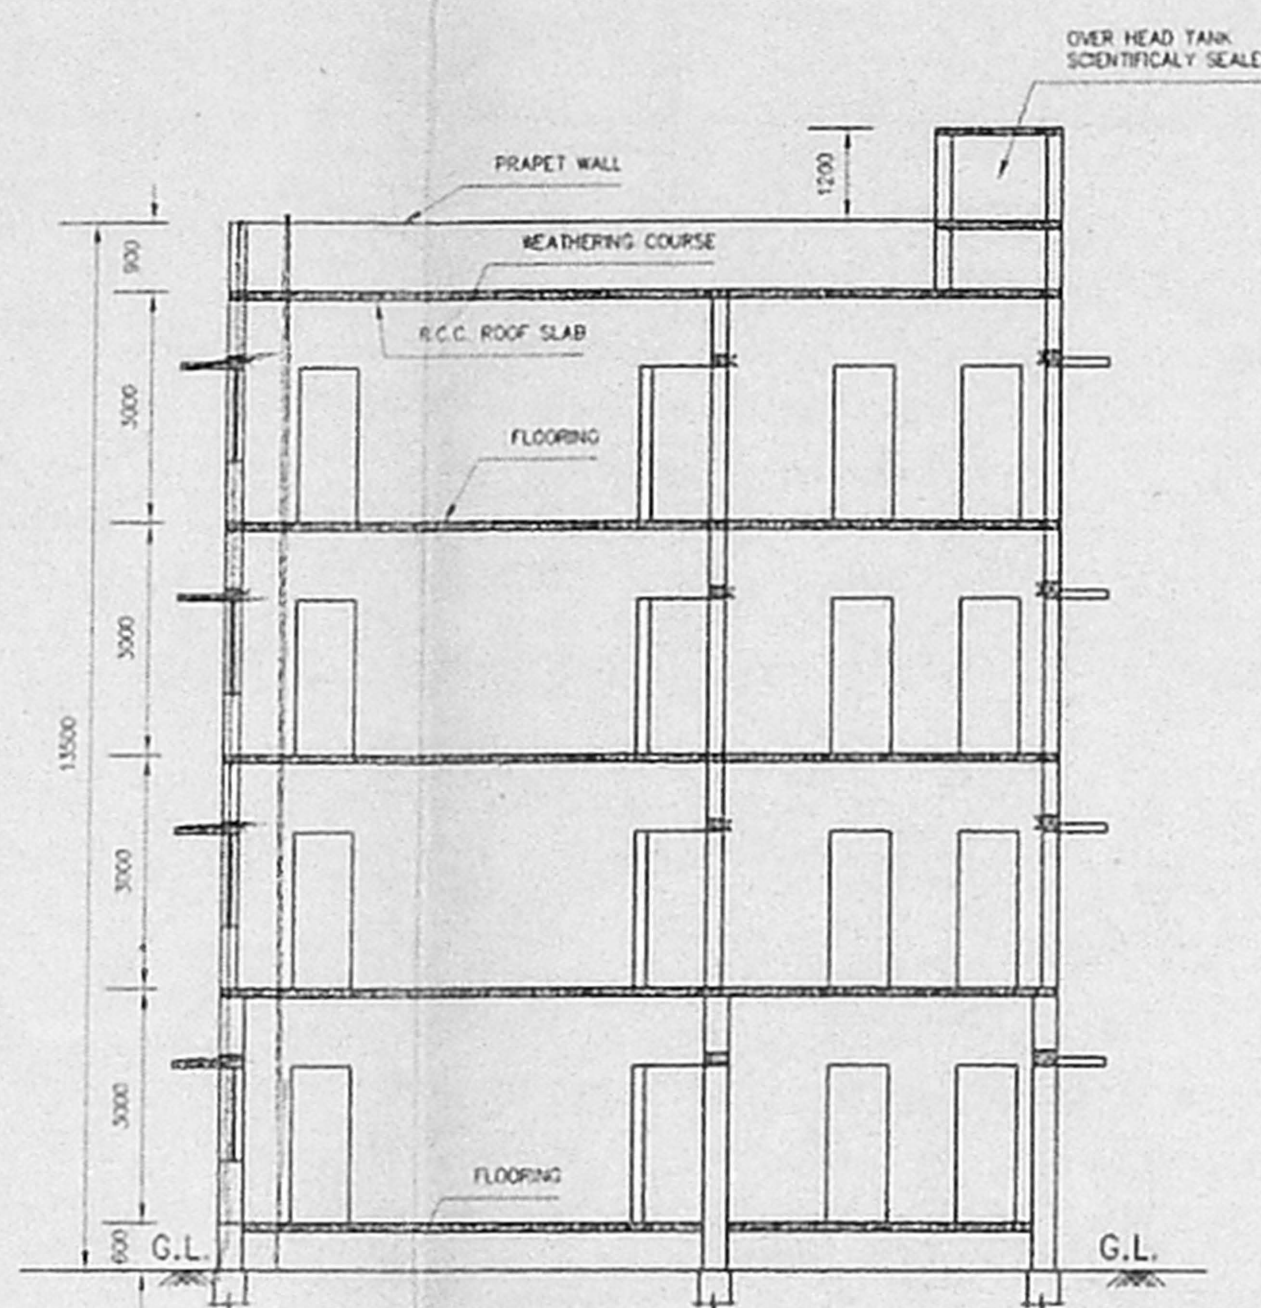 OVER HEAD TANK
SCIENTIFICALY SEALE
1200
PRAPET WALL
900
WEATHERING COURSE
R.C.C. ROOF SLAB
3000
FLOORING
3000
13500
3000
3000
FLOORING
600
G.L.
G.L.